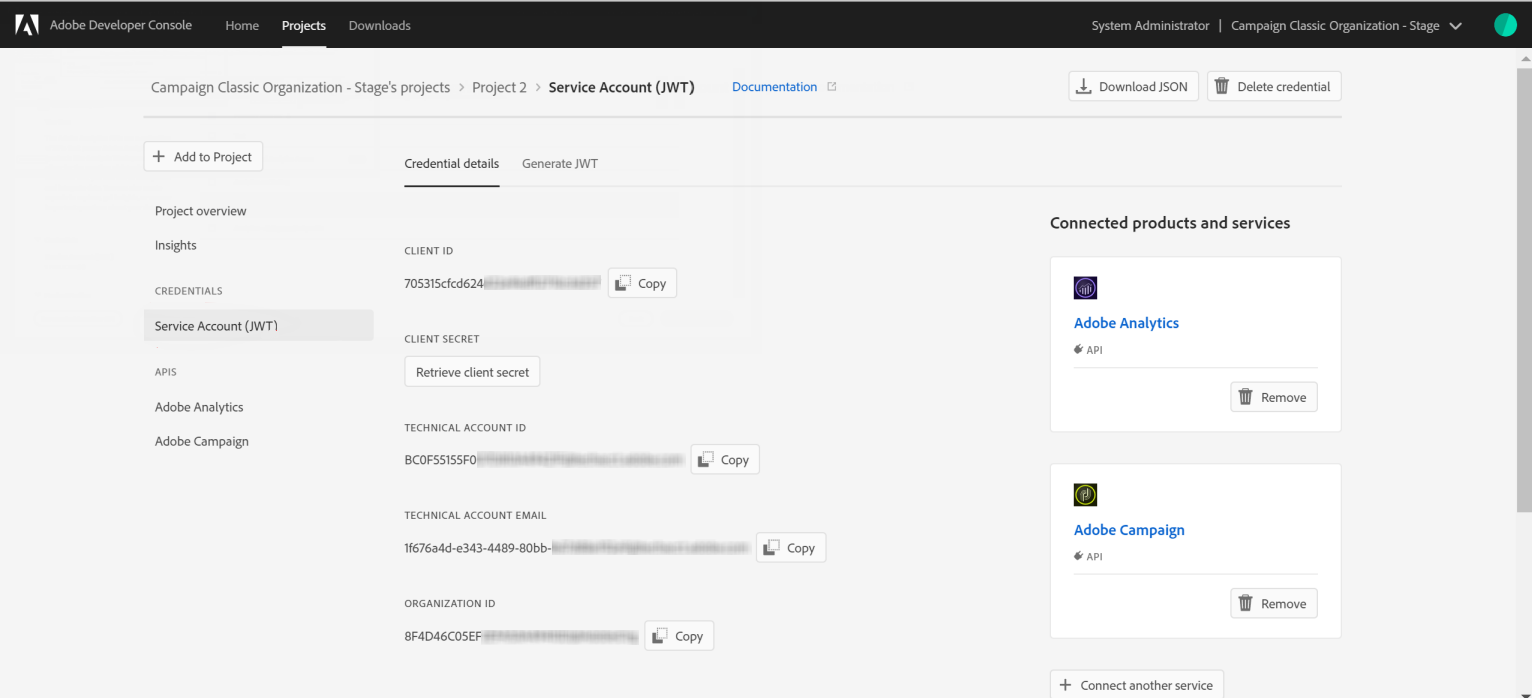 Adobe Developer Console Home Projects Downloads System Administrator | Campaign Classic Organization - Stage
Campaign Classic Organization - Stage's projects > Project 2 > Service Account (JWT) Documentation Download JSON Delete credential
+ Add to Project
Project overview
Insights
CREDENTIALS
Service Account (JWT)
APIS
Adobe Analytics
Adobe Campaign
Credential details Generate JWT
CLIENT ID
705315cfcd624 Copy
CLIENT SECRET
Retrieve client secret
TECHNICAL ACCOUNT ID
BC0F55155F0 Copy
TECHNICAL ACCOUNT EMAIL
1f676a4d-e343-4489-80bb- Copy
ORGANIZATION ID
8F4D46C05EF Copy
Connected products and services
Adobe Analytics
API
Remove
Adobe Campaign
API
Remove
+ Connect another service